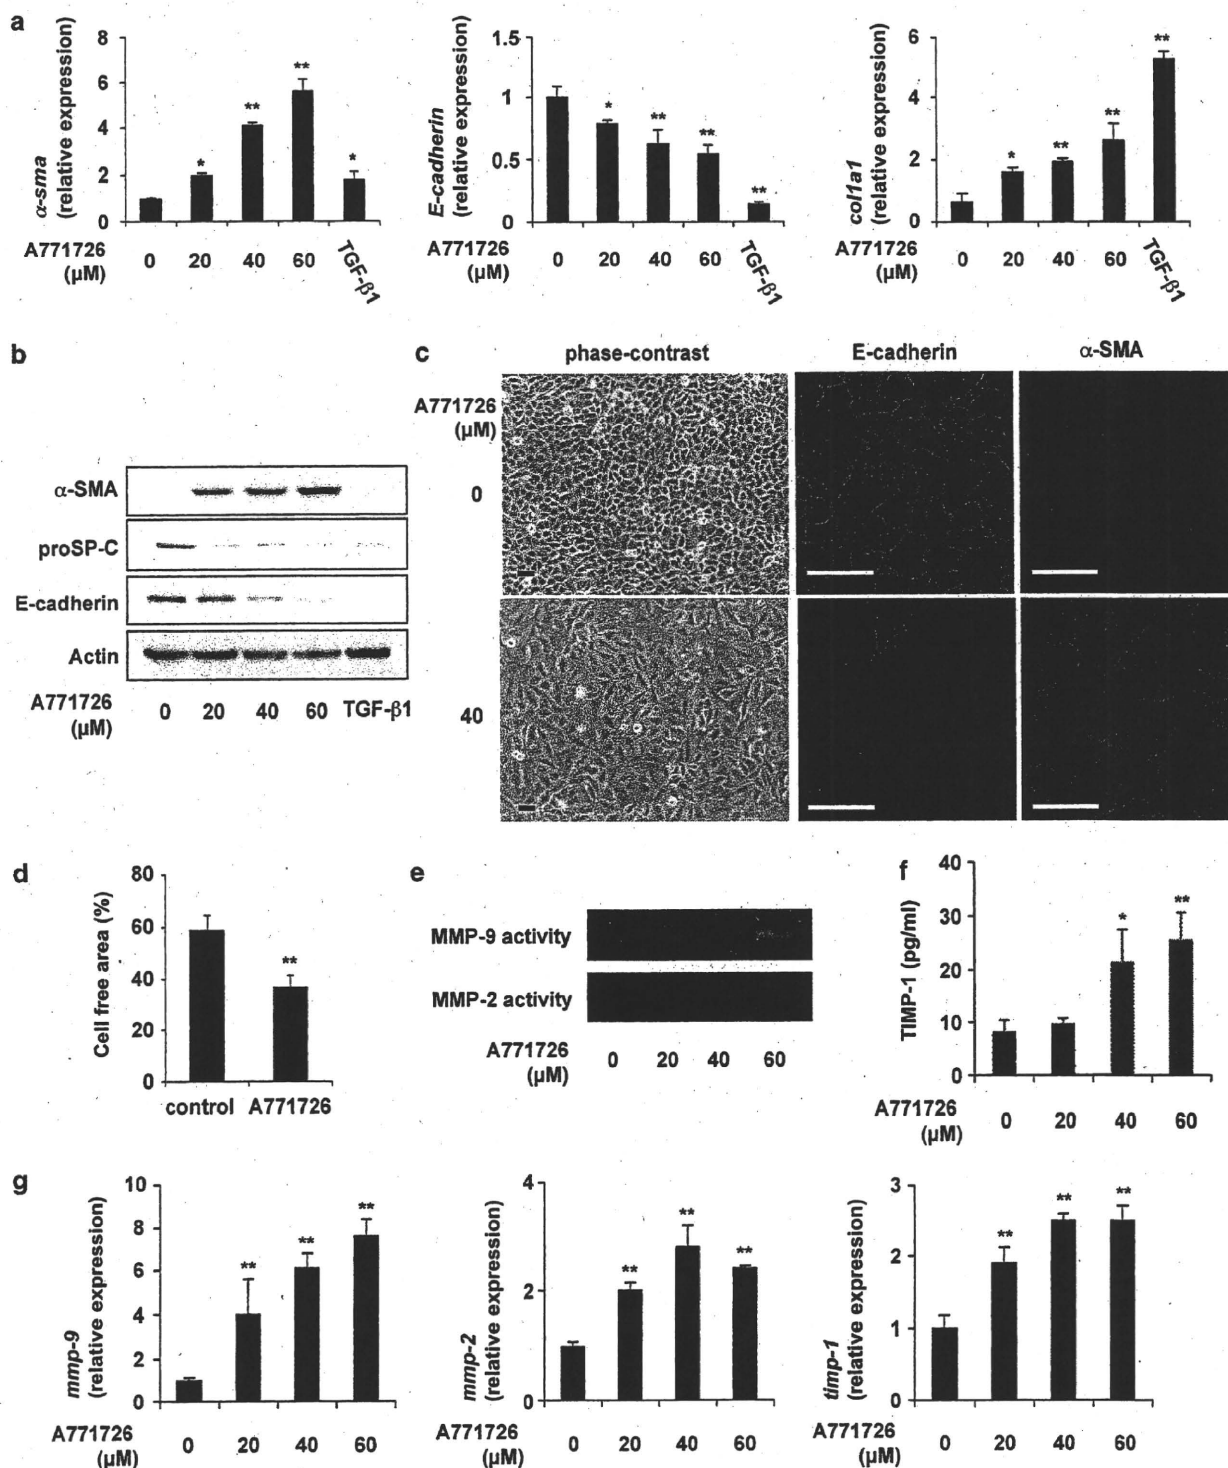 a
α-sma
(relative expression)
8
6
4
2
0
*
**
**
*
A771726
(µM)
0 20 40 60 TGF-β1
E-cadherin
(relative expression)
1.5
1
0.5
0
*
**
**
**
A771726
(µM)
0 20 40 60 TGF-β1
col1a1
(relative expression)
6
4
2
0
*
**
**
**
A771726
(µM)
0 20 40 60 TGF-β1
b
α-SMA
proSP-C
E-cadherin
Actin
A771726
(µM)
0 20 40 60 TGF-β1
c
phase-contrast E-cadherin α-SMA
A771726
(µM)
0
40
d
Cell free area (%)
80
60
40
20
0
**
control A771726
e
MMP-9 activity
MMP-2 activity
A771726
(µM)
0 20 40 60
f
TIMP-1 (pg/ml)
40
30
20
10
0
*
**
A771726
(µM)
0 20 40 60
g
mmp-9
(relative expression)
10
8
6
4
2
0
**
**
**
A771726
(µM)
0 20 40 60
mmp-2
(relative expression)
4
2
0
**
**
**
A771726
(µM)
0 20 40 60
timp-1
(relative expression)
3
2
1
0
**
**
**
A771726
(µM)
0 20 40 60